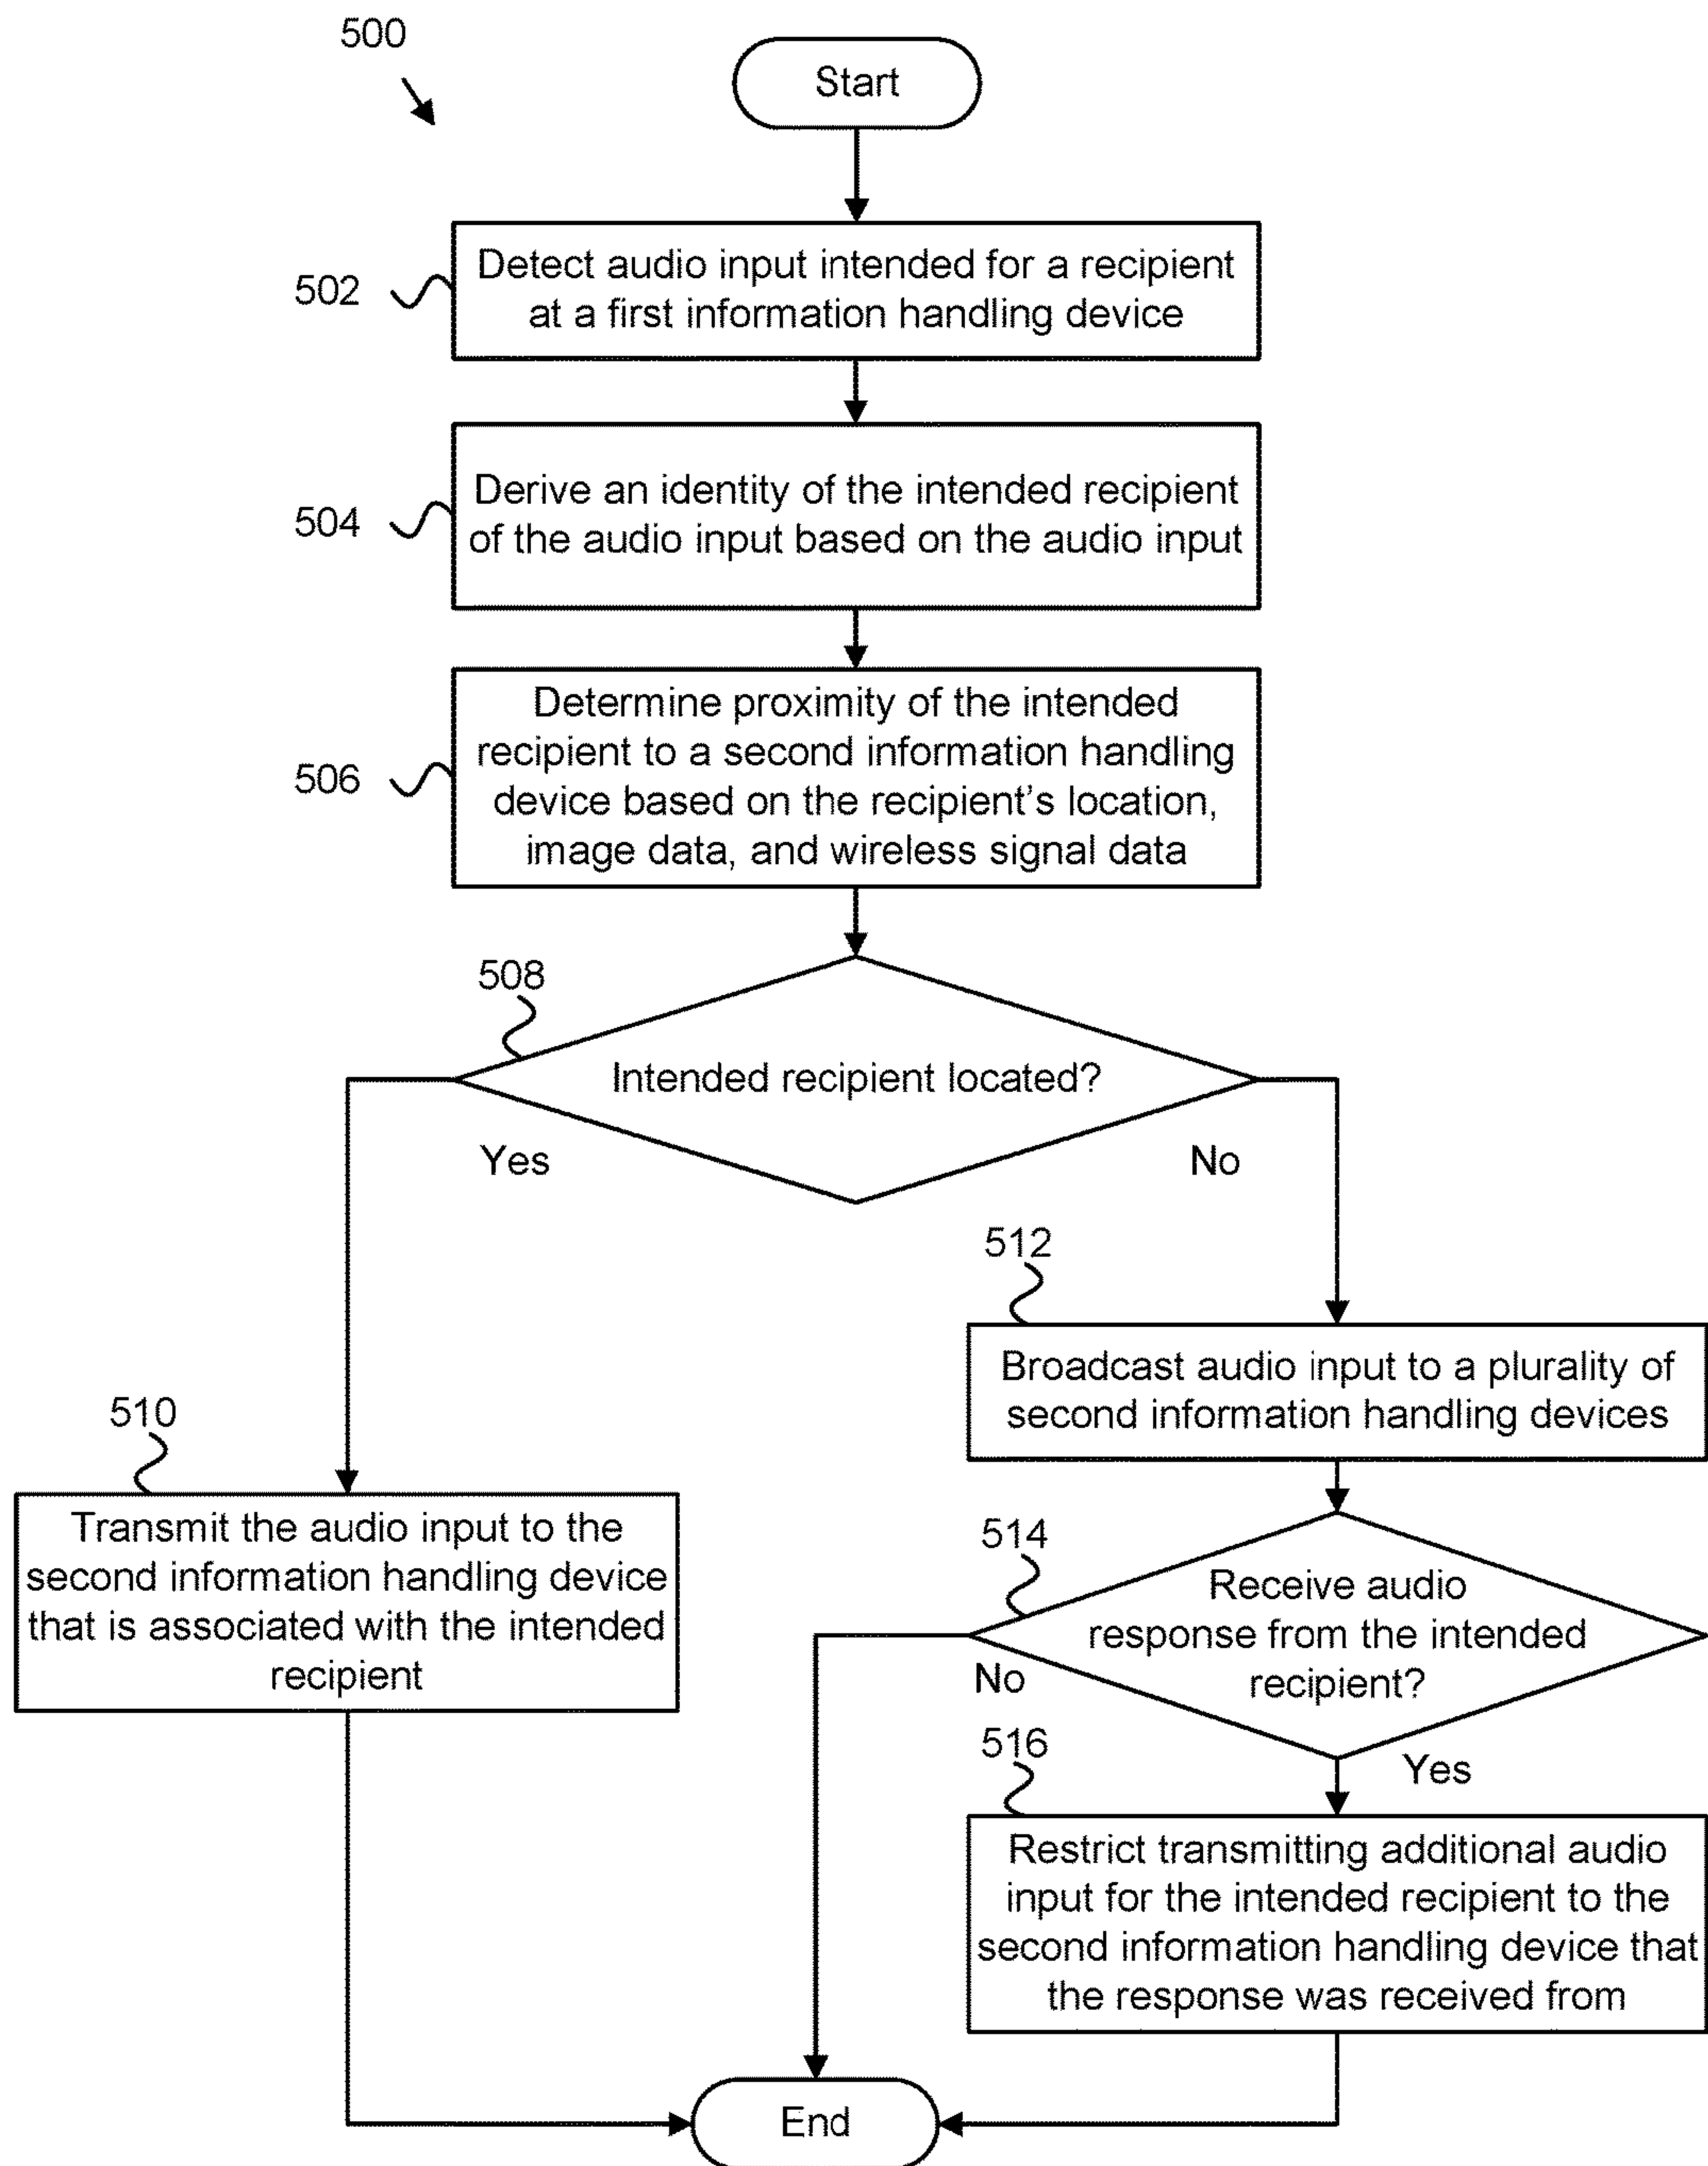 500
Start
502
Detect audio input intended for a recipient
at a first information handling device
504
Derive an identity of the intended recipient
of the audio input based on the audio input
506
Determine proximity of the intended
recipient to a second information handling
device based on the recipient's location,
image data, and wireless signal data
508
Intended recipient located?
Yes
No
510
Transmit the audio input to the
second information handling device
that is associated with the intended
recipient
512
Broadcast audio input to a plurality of
second information handling devices
514
Receive audio
response from the intended
recipient?
No
Yes
516
Restrict transmitting additional audio
input for the intended recipient to the
second information handling device that
the response was received from
End